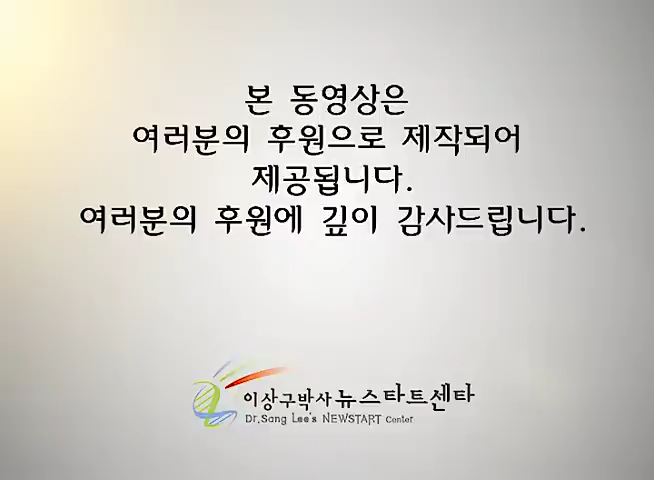 본 동영상은
여러분의 후원으로 제작되어
제공됩니다.
여러분의 후원에 깊이 감사드립니다.
이상구박사 뉴스타트센타
Dr.Sang Lee's NEWSTART Center